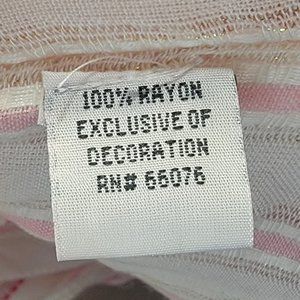 100% RAYON
EXCLUSIVE OF
DECORATION
RN# 66076